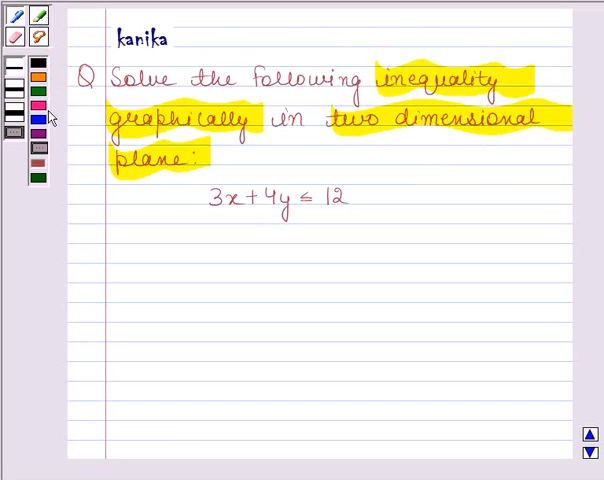 kanika
Q Solve the following inequality
graphically in two dimensional
plane:
3x+4y ≤ 12